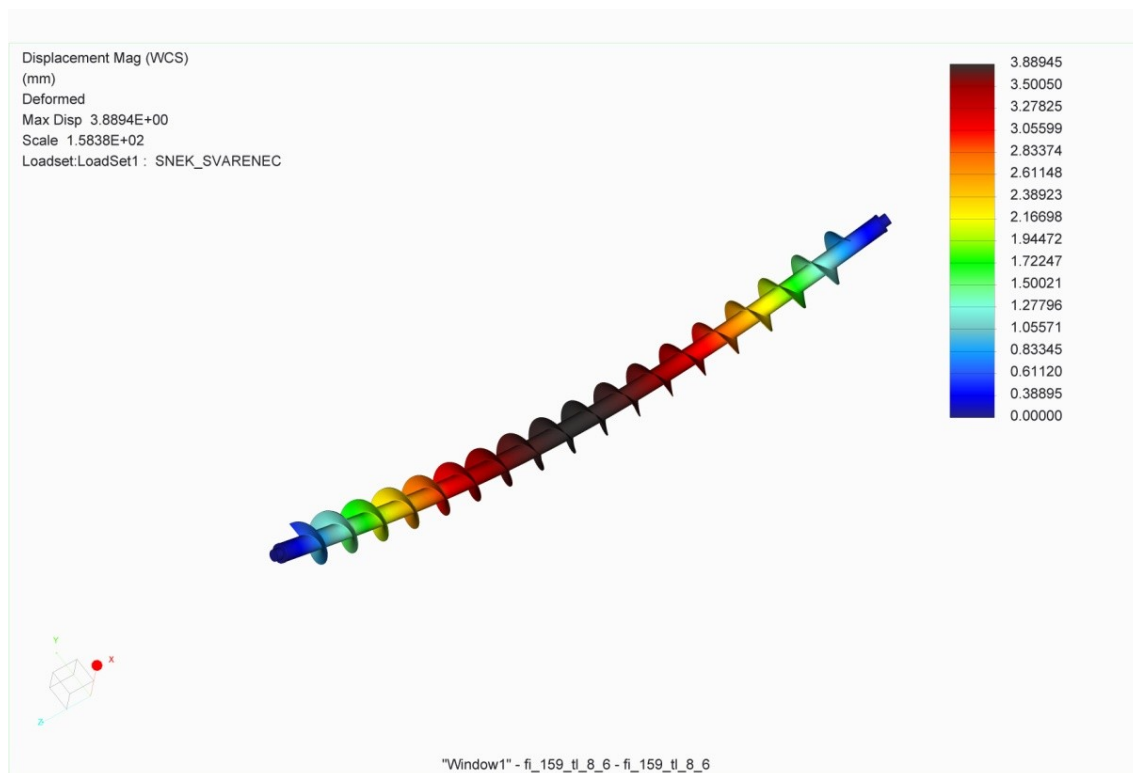 Displacement Mag (WCS)
(mm)
Deformed
Max Disp 3.8894E+00
Scale 1.5838E+02
Loadset:LoadSet1 : SNEK_SVARENEC
3.88945
3.50050
3.27825
3.05599
2.83374
2.61148
2.38923
2.16698
1.94472
1.72247
1.50021
1.27796
1.05571
0.83345
0.61120
0.38895
0.00000
Y
X
Z
"Window1" - fi_159_tl_8_6 - fi_159_tl_8_6